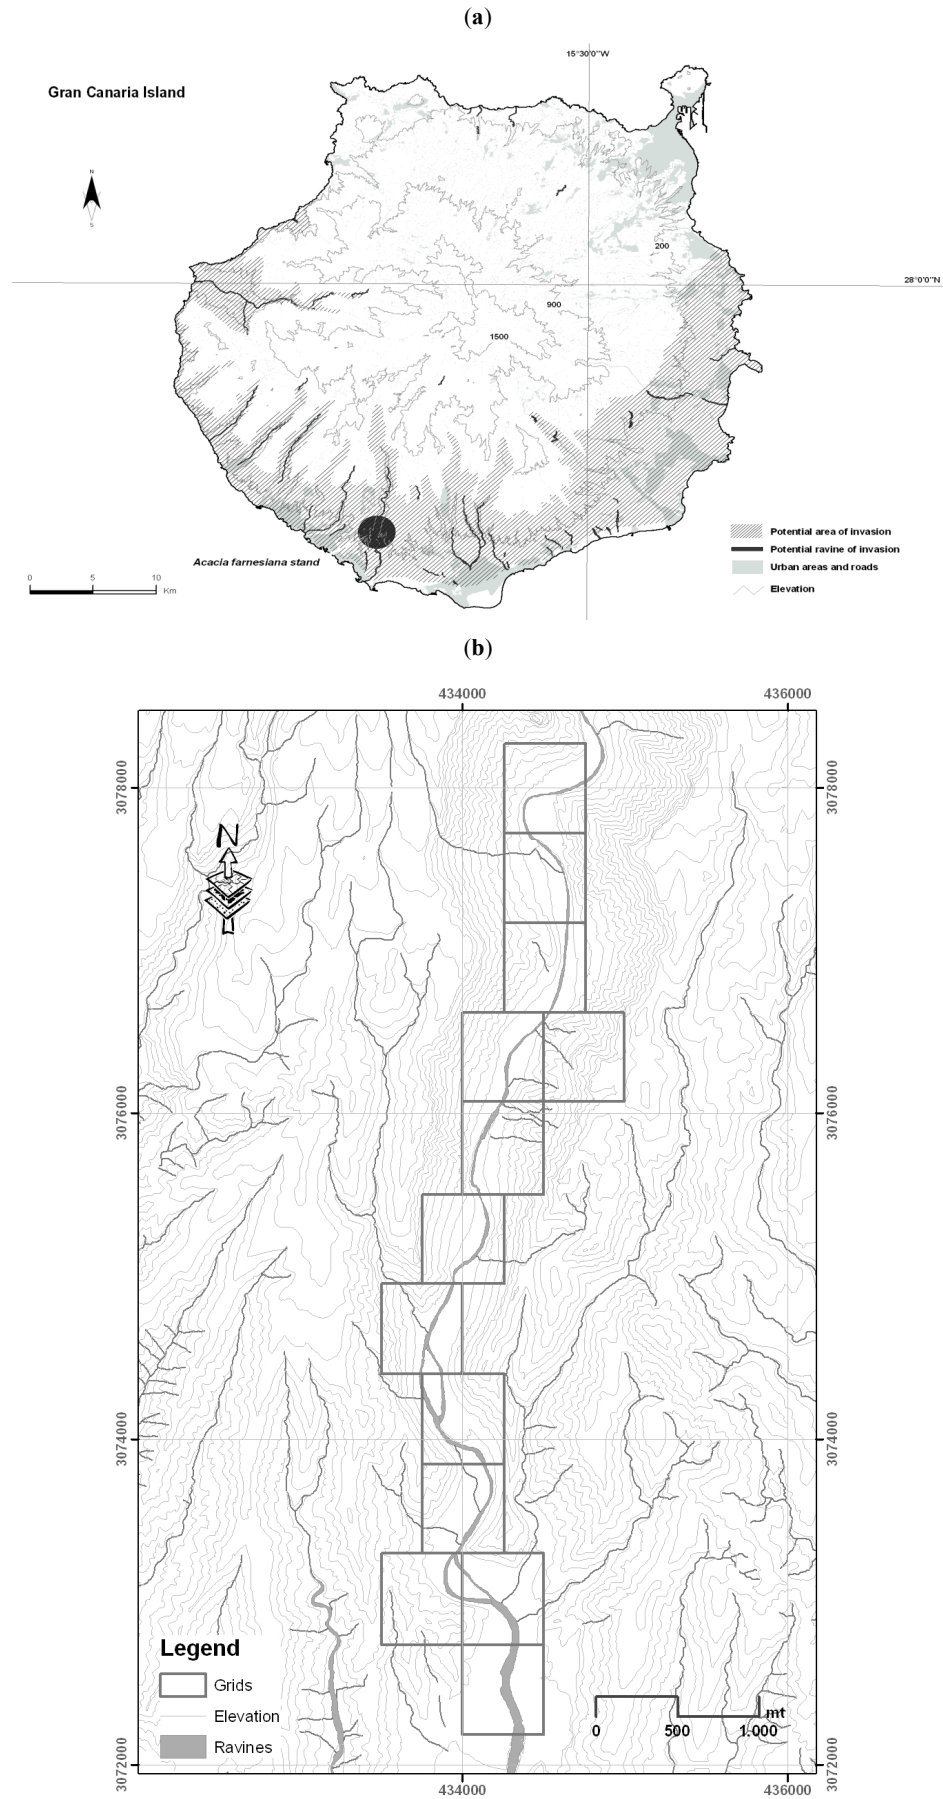 (a)
15°30'0"W
Gran Canaria Island
N
S
200
28°0'0"N
900
1500
Potential area of invasion
Potential ravine of invasion
Urban areas and roads
Elevation
Acacia farnesiana stand
0 5 10
Km
(b)
434000 436000
3078000 3078000
N
3076000 3076000
3074000 3074000
Legend
Grids
Elevation
Ravines
mt
0 500 1.000
3072000 3072000
434000 436000